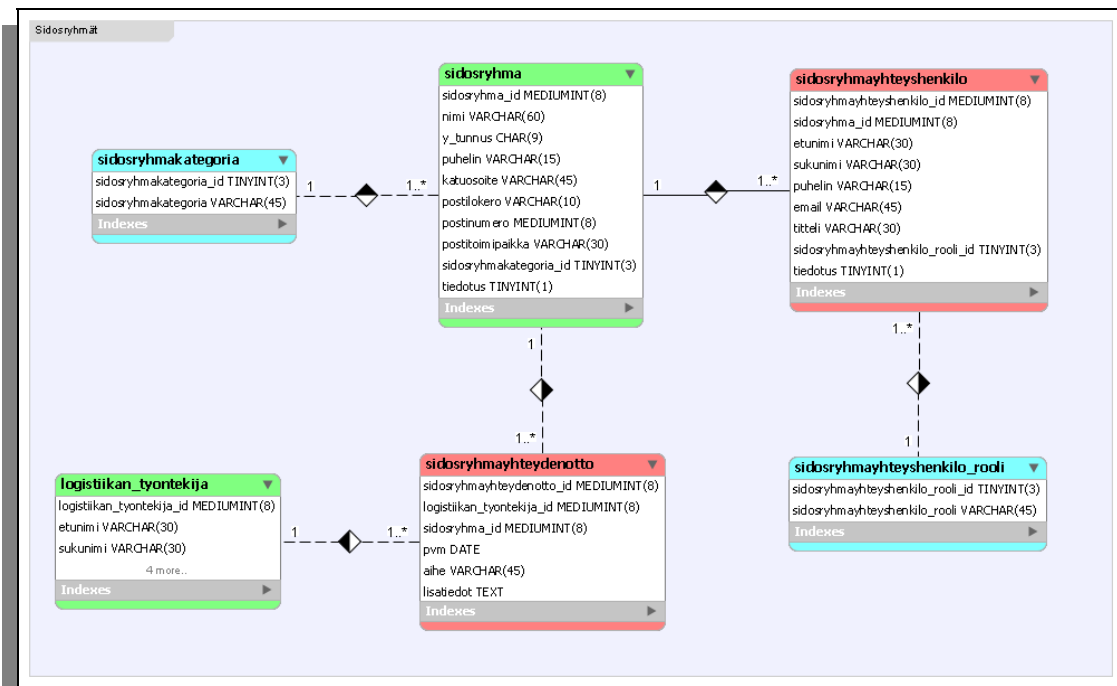 Sidosryhmät
sidosryhmakategoria
sidosryhmakategoria_id TINYINT(3)
sidosryhmakategoria VARCHAR(45)
Indexes
1
1..*
sidosryhma
sidosryhma_id MEDIUMINT(8)
nimi VARCHAR(60)
y_tunnus CHAR(9)
puhelin VARCHAR(15)
katuosoite VARCHAR(45)
postilokero VARCHAR(10)
postinumero MEDIUMINT(8)
postitoimipaikka VARCHAR(30)
sidosryhmakategoria_id TINYINT(3)
tiedotus TINYINT(1)
Indexes
1
1..*
sidosryhmayhteyshenkilo
sidosryhmayhteyshenkilo_id MEDIUMINT(8)
sidosryhma_id MEDIUMINT(8)
etunimi VARCHAR(30)
sukunimi VARCHAR(30)
puhelin VARCHAR(15)
email VARCHAR(45)
titteli VARCHAR(30)
sidosryhmayhteyshenkilo_rooli_id TINYINT(3)
tiedotus TINYINT(1)
Indexes
1
1..*
1..*
1
logistiikan_tyontekija
logistiikan_tyontekija_id MEDIUMINT(8)
etunimi VARCHAR(30)
sukunimi VARCHAR(30)
4 more..
Indexes
1
1..*
sidosryhmayhteydenotto
sidosryhmayhteydenotto_id MEDIUMINT(8)
logistiikan_tyontekija_id MEDIUMINT(8)
sidosryhma_id MEDIUMINT(8)
pvm DATE
aihe VARCHAR(45)
lisatiedot TEXT
Indexes
sidosryhmayhteyshenkilo_rooli
sidosryhmayhteyshenkilo_rooli_id TINYINT(3)
sidosryhmayhteyshenkilo_rooli VARCHAR(45)
Indexes